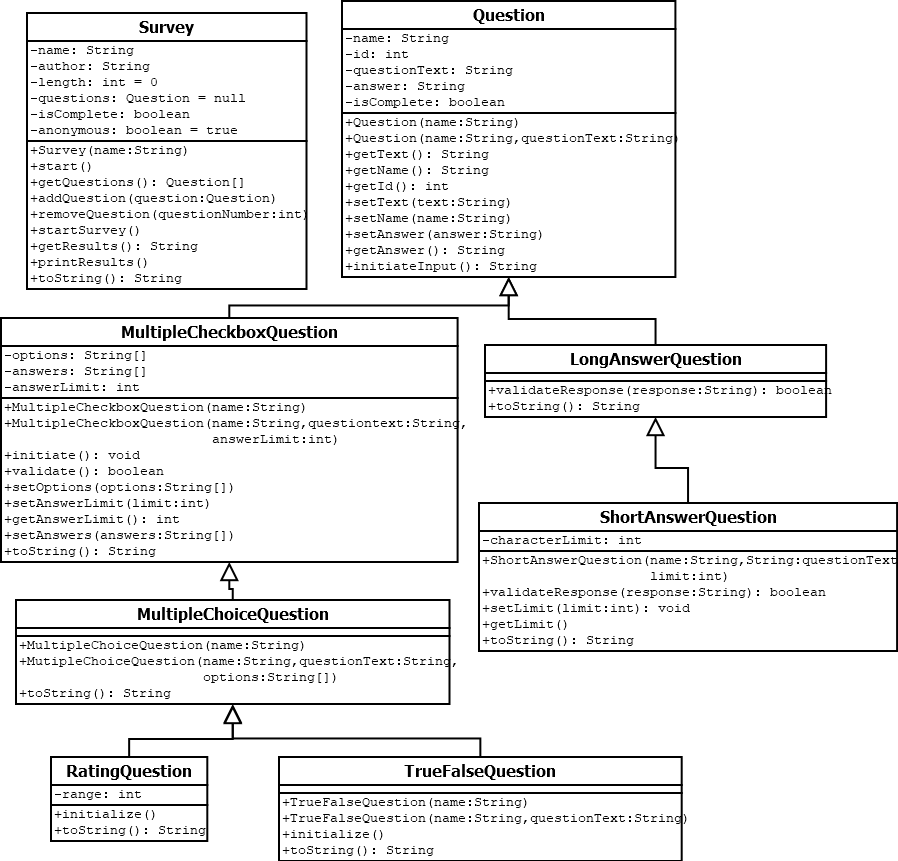 Survey
-name: String
-author: String
-length: int = 0
-questions: Question = null
-isComplete: boolean
-anonymous: boolean = true
+Survey(name:String)
+start()
+getQuestions(): Question[]
+addQuestion(question:Question)
+removeQuestion(questionNumber:int)
+startSurvey()
+getResults(): String
+printResults()
+toString(): String
Question
-name: String
-id: int
-questionText: String
-answer: String
-isComplete: boolean
+Question(name:String)
+Question(name:String,questionText:String)
+getText(): String
+getName(): String
+getId(): int
+setText(text:String)
+setName(name:String)
+setAnswer(answer:String)
+getAnswer(): String
+initiateInput(): String
MultipleCheckboxQuestion
-options: String[]
-answers: String[]
-answerLimit: int
+MultipleCheckboxQuestion(name:String)
+MultipleCheckboxQuestion(name:String,questiontext:String,
answerLimit:int)
+initiate(): void
+validate(): boolean
+setOptions(options:String[])
+setAnswerLimit(limit:int)
+getAnswerLimit(): int
+setAnswers(answers:String[])
+toString(): String
LongAnswerQuestion
+validateResponse(response:String): boolean
+toString(): String
ShortAnswerQuestion
-characterLimit: int
+ShortAnswerQuestion(name:String,String:questionText
limit:int)
+validateResponse(response:String): boolean
+setLimit(limit:int): void
+getLimit()
+toString(): String
MultipleChoiceQuestion
+MultipleChoiceQuestion(name:String)
+MutipleChoiceQuestion(name:String,questionText:String,
options:String[])
+toString(): String
RatingQuestion
-range: int
+initialize()
+toString(): String
TrueFalseQuestion
+TrueFalseQuestion(name:String)
+TrueFalseQuestion(name:String,questionText:String)
+initialize()
+toString(): String